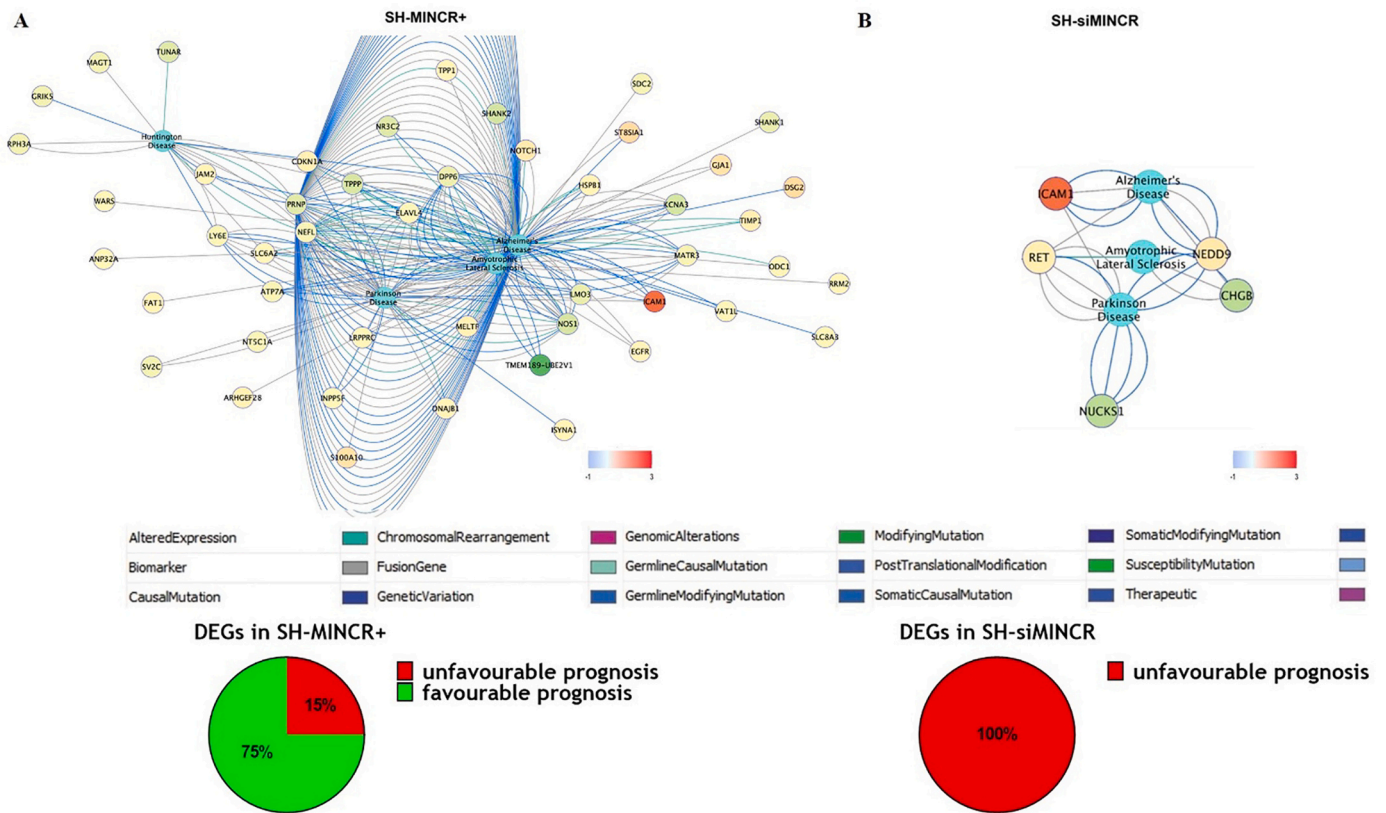 A
SH-MINCR+
B
SH-siMINCR
TUNAR
MAGT1
GRIK5
RPH3A
Huntington
Disease
TPP1
SDC2
SHANK2
SHANK1
NR3C2
ST8SIA1
NOTCH1
CDKN1A
GJA1
JAM2
TPPP
DPP6
HSPB1
DSG2
WARS
PRNP
ELAVL4
KCNA3
TIMP1
LY6E
NEFL
SLC6A2
Alzheimer's
Disease
Amyotrophic
Lateral Sclerosis
MATR3
ANP32A
ODC1
ATP7A
Parkinson
Disease
LMO3
ICAM1
RRM2
FAT1
VAT1L
NT5C1A
LRPPRC
MELTF
NOS1
SLC8A3
EGFR
SV2C
TMEM189-UBE2V1
ARHGEF28
INPP5F
DNAJB1
ISYNA1
S100A10
-1
3
ICAM1
Alzheimer's
Disease
RET
Amyotrophic
Lateral Sclerosis
NEDD9
CHGB
Parkinson
Disease
NUCKS1
-1
3
AlteredExpression ChromosomalRearrangement GenomicAlterations ModifyingMutation SomaticModifyingMutation
Biomarker FusionGene GermlineCausalMutation PostTranslationalModification SusceptibilityMutation
CausalMutation GeneticVariation GermlineModifyingMutation SomaticCausalMutation Therapeutic
DEGs in SH-MINCR+
unfavourable prognosis
favourable prognosis
15%
75%
DEGs in SH-siMINCR
unfavourable prognosis
100%